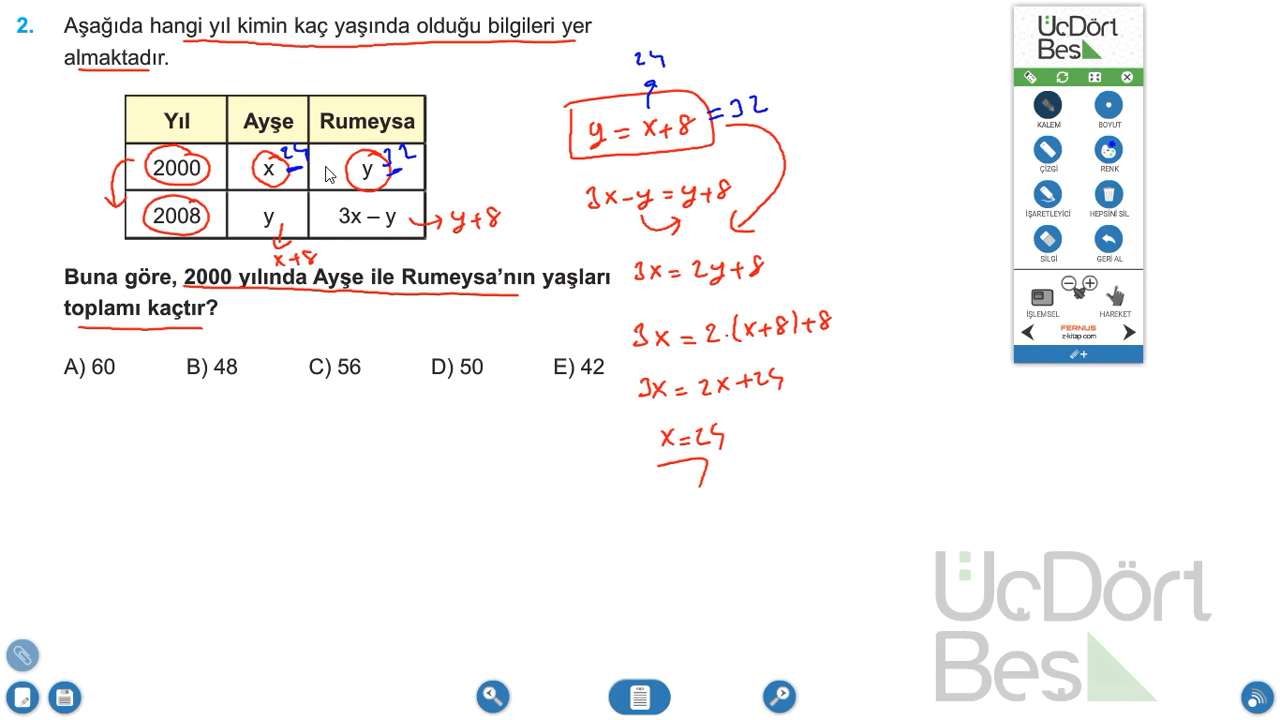 2. Aşağıda hangi yıl kimin kaç yaşında olduğu bilgileri yer
almaktadır.
Yıl Ayşe Rumeysa
2000 x 24 y 32
2008 y 3x – y → y+8
x+8
Buna göre, 2000 yılında Ayşe ile Rumeysa’nın yaşları
toplamı kaçtır?
A) 60 B) 48 C) 56 D) 50 E) 42
24
y = x+8 = 32
3x-y = y+8
3x = 2y+8
3x = 2.(x+8)+8
3x = 2x+24
x=24
ÜçDört
Beş
KALEM BOYUT
ÇİZGİ RENK
İŞARETLEYİCİ HEPSİNİ SİL
SİLGİ GERİ AL
İŞLEMSEL HAREKET
FERNUS
z-kitap.com
ÜçDört
Beş